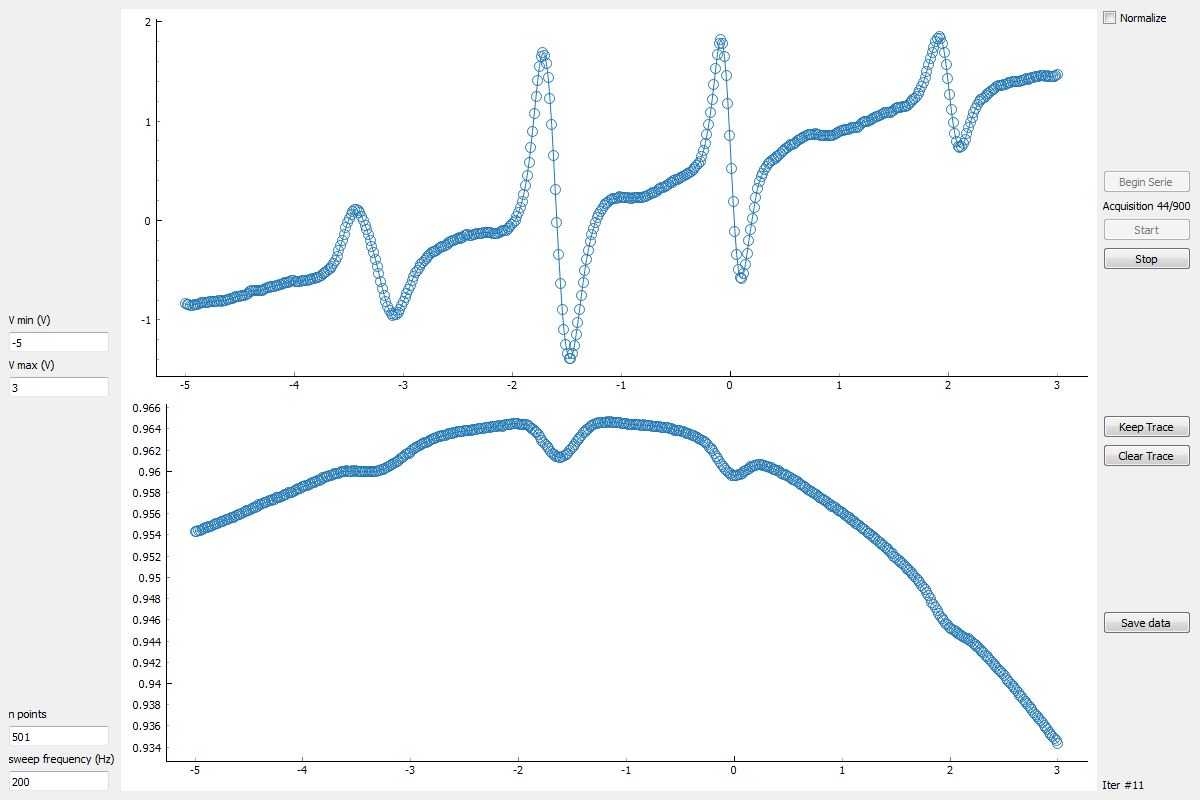 Normalize
Begin Serie
Acquisition 44/900
Start
Stop
V min (V)
-5
V max (V)
3
2
1
0
-1
-5 -4 -3 -2 -1 0 1 2 3
Keep Trace
Clear Trace
0.966
0.964
0.962
0.96
0.958
0.956
0.954
0.952
0.95
0.948
0.946
0.944
0.942
0.94
0.938
0.936
0.934
-5 -4 -3 -2 -1 0 1 2 3
Save data
n points
501
sweep frequency (Hz)
200
Iter #11